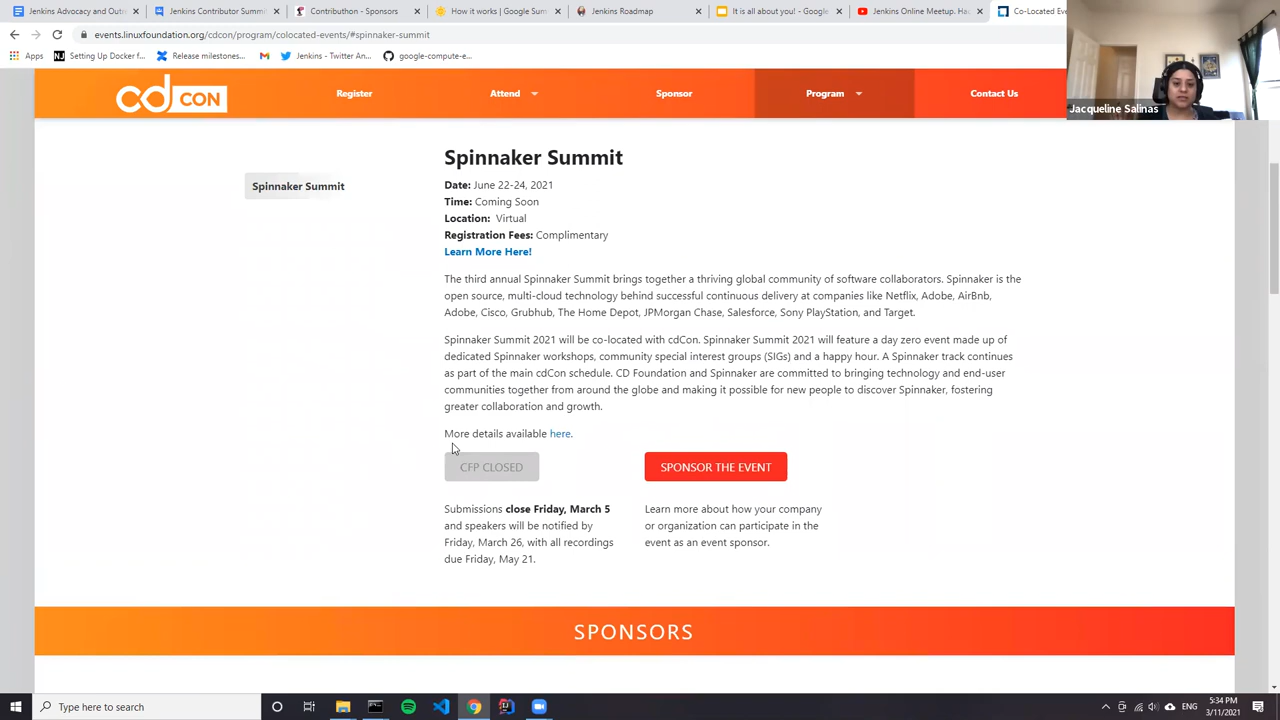 Jenkins Advocacy and Outr
Jenkins Contributor Summit
Contribution - Sponsors
How it works | Google Sum
Jenkins Roadmap
It is all about you! - Google
Jenkins Online Meetup. Hac
Co-Located Ev
events.linuxfoundation.org/cdcon/program/colocated-events/#spinnaker-summit
Apps
Setting Up Docker f...
Release milestones...
Jenkins - Twitter An...
google-compute-e...
cd CON
Register
Attend
Sponsor
Program
Contact Us
Jacqueline Salinas
Spinnaker Summit
Spinnaker Summit
Date: June 22-24, 2021
Time: Coming Soon
Location: Virtual
Registration Fees: Complimentary
Learn More Here!
The third annual Spinnaker Summit brings together a thriving global community of software collaborators. Spinnaker is the
open source, multi-cloud technology behind successful continuous delivery at companies like Netflix, Adobe, AirBnb,
Adobe, Cisco, Grubhub, The Home Depot, JPMorgan Chase, Salesforce, Sony PlayStation, and Target.
Spinnaker Summit 2021 will be co-located with cdCon. Spinnaker Summit 2021 will feature a day zero event made up of
dedicated Spinnaker workshops, community special interest groups (SIGs) and a happy hour. A Spinnaker track continues
as part of the main cdCon schedule. CD Foundation and Spinnaker are committed to bringing technology and end-user
communities together from around the globe and making it possible for new people to discover Spinnaker, fostering
greater collaboration and growth.
More details available here.
CFP CLOSED
SPONSOR THE EVENT
Submissions close Friday, March 5
and speakers will be notified by
Friday, March 26, with all recordings
due Friday, May 21.
Learn more about how your company
or organization can participate in the
event as an event sponsor.
SPONSORS
Type here to search
ENG
5:34 PM
3/11/2021